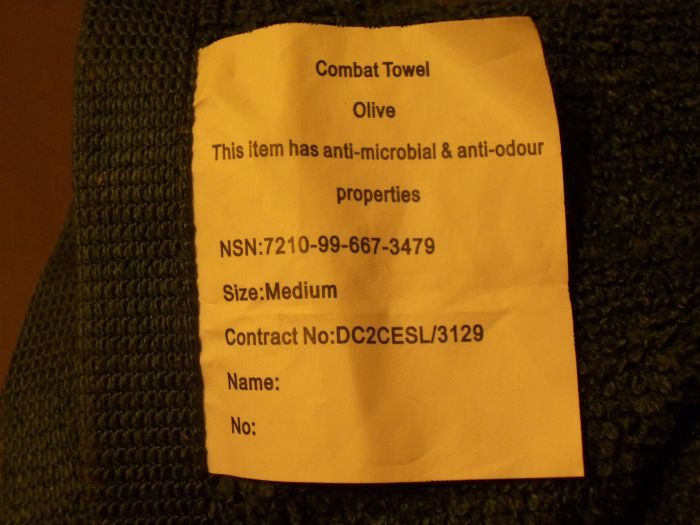 Combat Towel
Olive
This item has anti-microbial & anti-odour
properties
NSN:7210-99-667-3479
Size:Medium
Contract No:DC2CESL/3129
Name:
No: